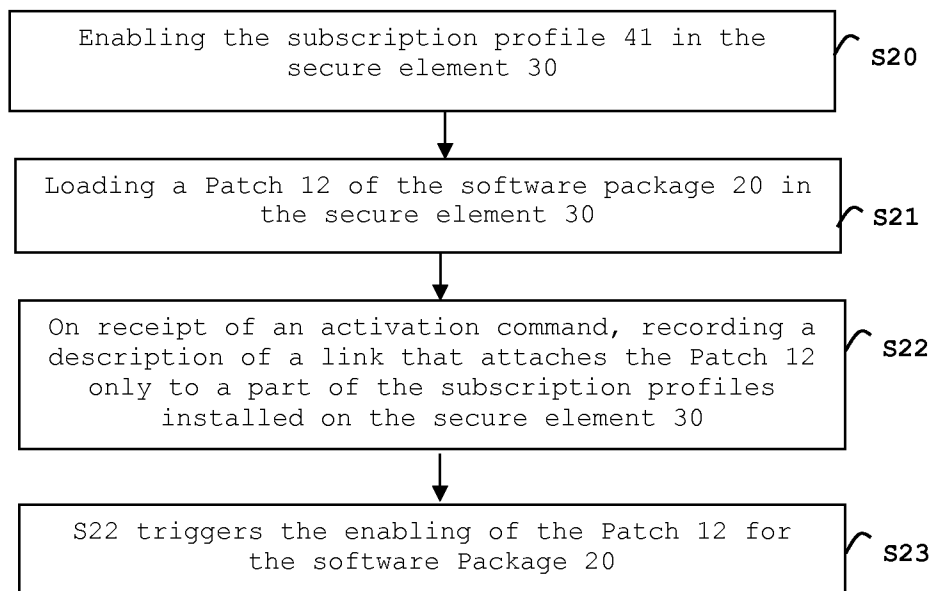 Enabling the subscription profile 41 in the
secure element 30
S20
Loading a Patch 12 of the software package 20 in
the secure element 30
S21
On receipt of an activation command, recording a
description of a link that attaches the Patch 12
only to a part of the subscription profiles
installed on the secure element 30
S22
S22 triggers the enabling of the Patch 12 for
the software Package 20
S23